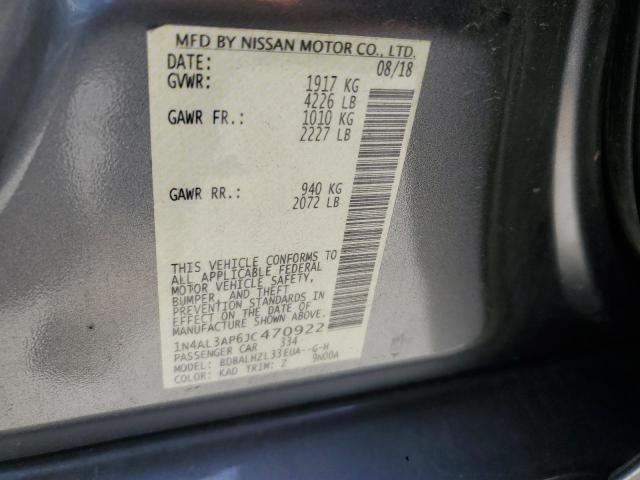 MFD BY NISSAN MOTOR CO., LTD.
DATE: 08/18
GVWR: 1917 KG
4226 LB
GAWR FR.: 1010 KG
2227 LB
GAWR RR.: 940 KG
2072 LB
THIS VEHICLE CONFORMS TO
ALL APPLICABLE FEDERAL
MOTOR VEHICLE SAFETY,
BUMPER, AND THEFT
PREVENTION STANDARDS IN
EFFECT ON THE DATE OF
MANUFACTURE SHOWN ABOVE.
1N4AL3AP6JC470922
PASSENGER CAR 334
MODEL: BDBALHZL33EUA--G-H
COLOR: KAD TRIM: Z 9N00A